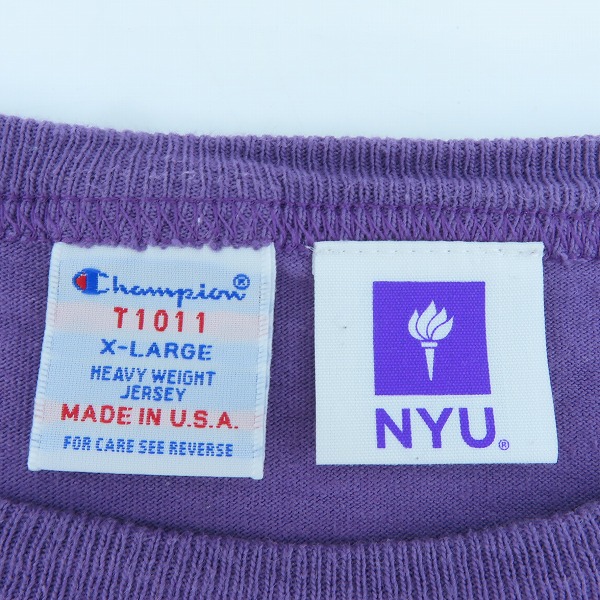 Champion®
T1011
X-LARGE
HEAVY WEIGHT
JERSEY
MADE IN U.S.A.
FOR CARE SEE REVERSE
NYU®